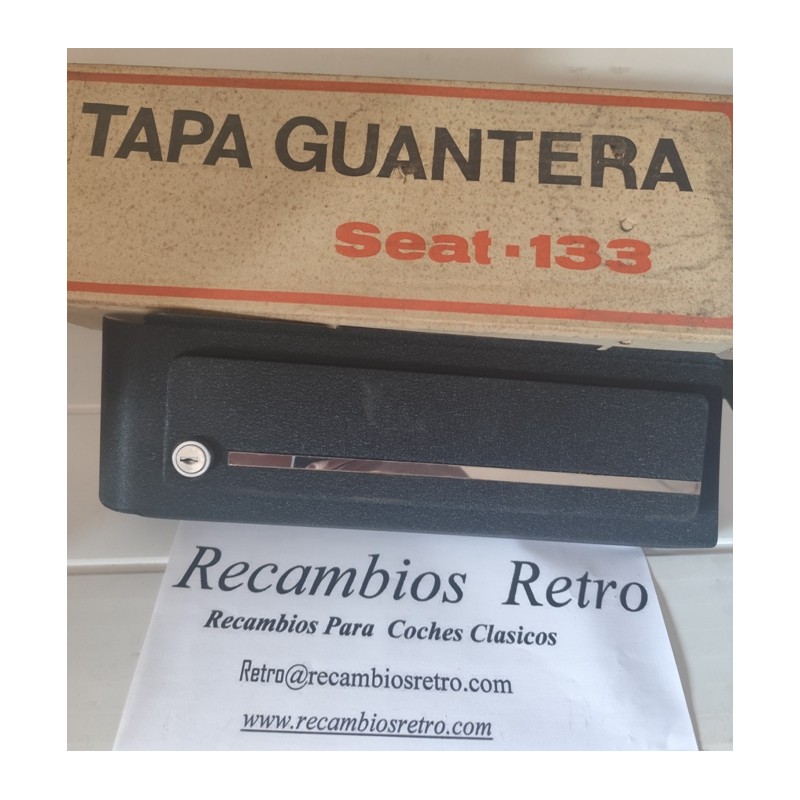 TAPA GUANTERA
Seat·133
Recambios Retro
Recambios Para Coches Clasicos
Retro@recambiosretro.com
www.recambiosretro.com